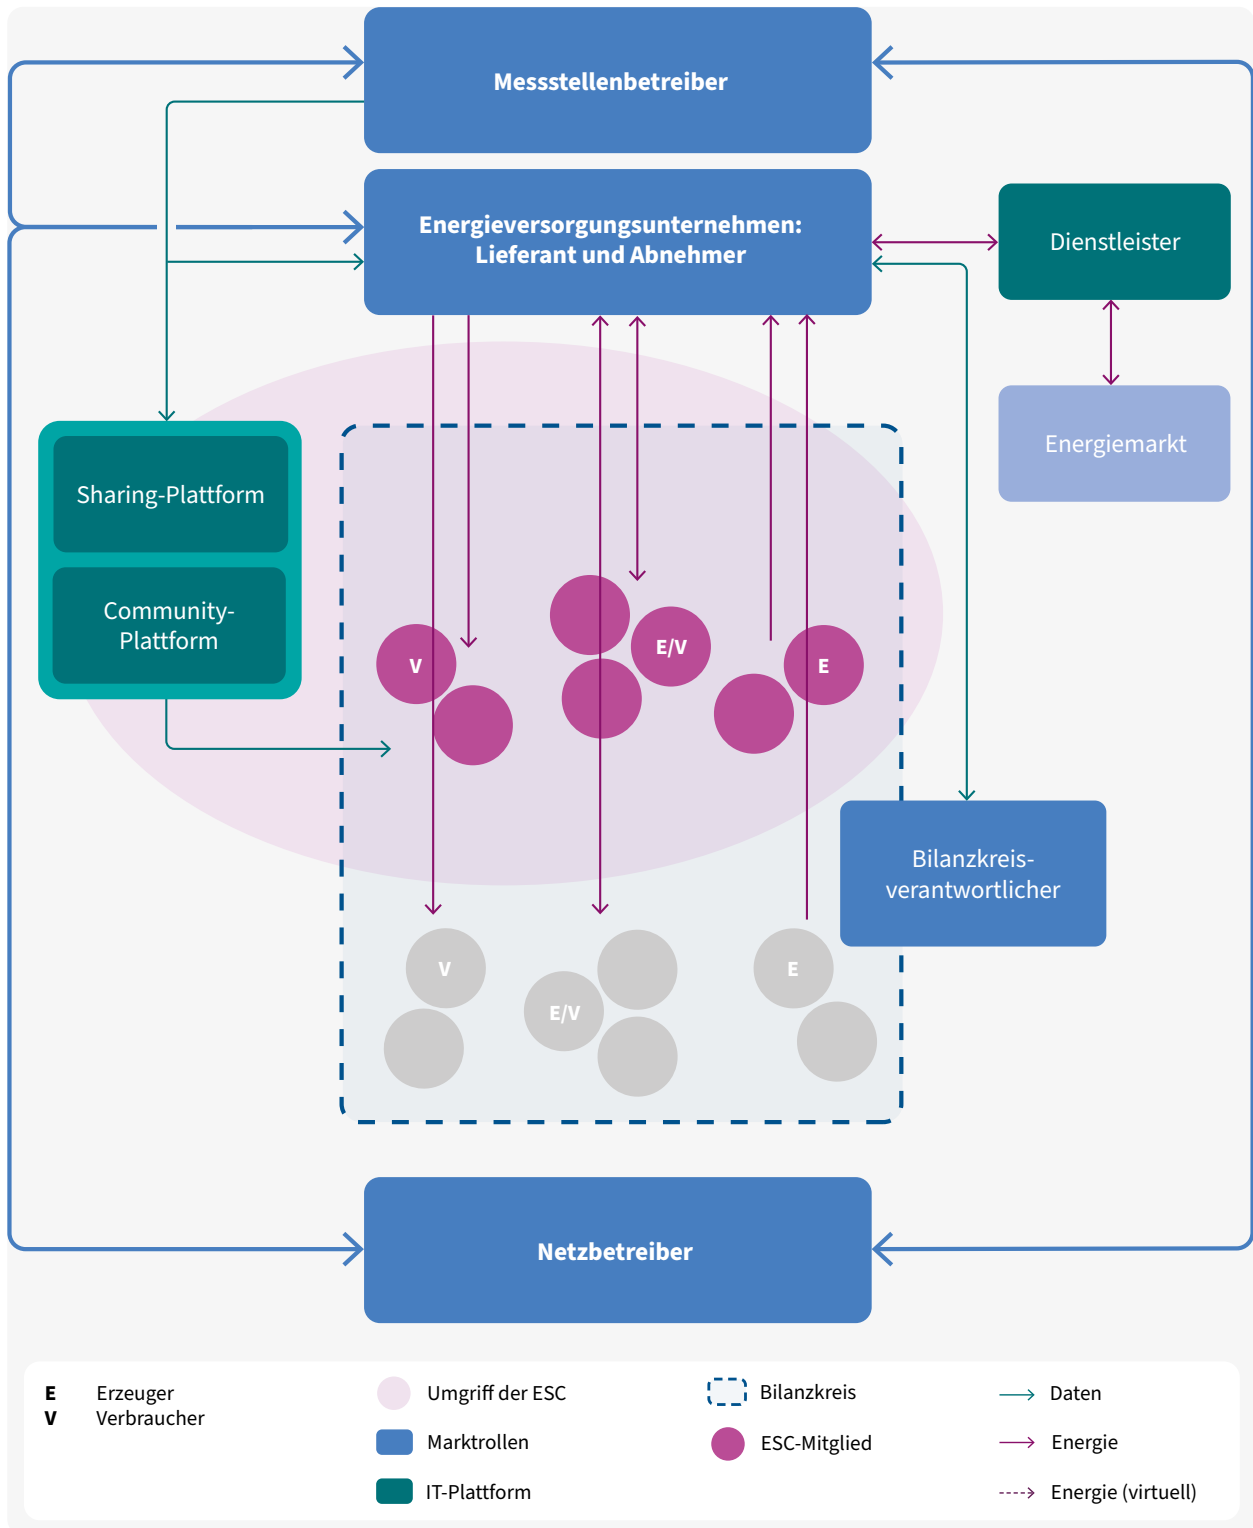 Messstellenbetreiber
Energieversorgungsunternehmen:
Lieferant und Abnehmer
Dienstleister
Energiemarkt
Sharing-Plattform
Community-
Plattform
V
E/V
E
Bilanzkreis-
verantwortlicher
V
E/V
E
Netzbetreiber
E Erzeuger
V Verbraucher
Umgriff der ESC
Marktrollen
IT-Plattform
Bilanzkreis
ESC-Mitglied
Daten
Energie
Energie (virtuell)